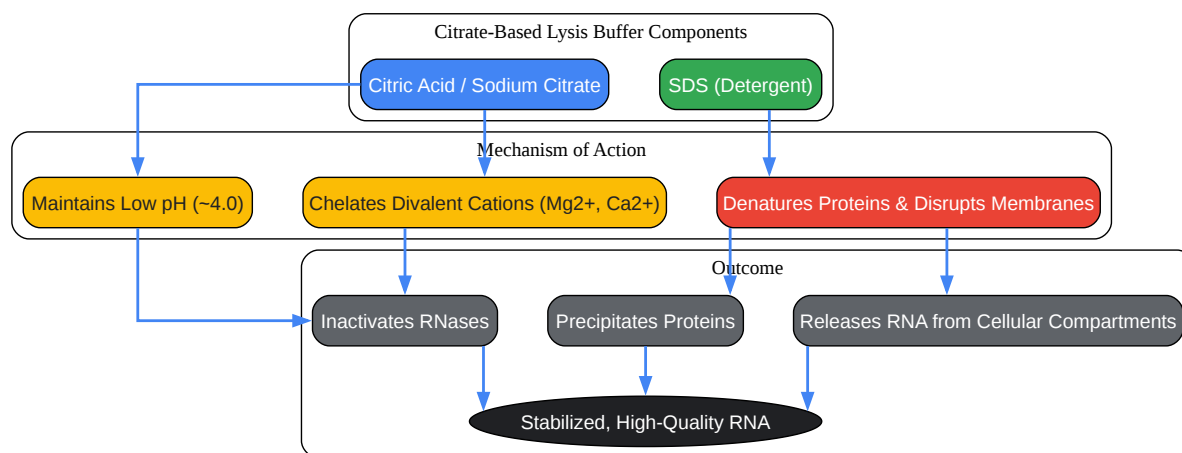 Citrate-Based Lysis Buffer Components
Citric Acid / Sodium Citrate
SDS (Detergent)
Mechanism of Action
Maintains Low pH (~4.0)
Chelates Divalent Cations (Mg2+, Ca2+)
Denatures Proteins & Disrupts Membranes
Outcome
Inactivates RNases
Precipitates Proteins
Releases RNA from Cellular Compartments
Stabilized, High-Quality RNA